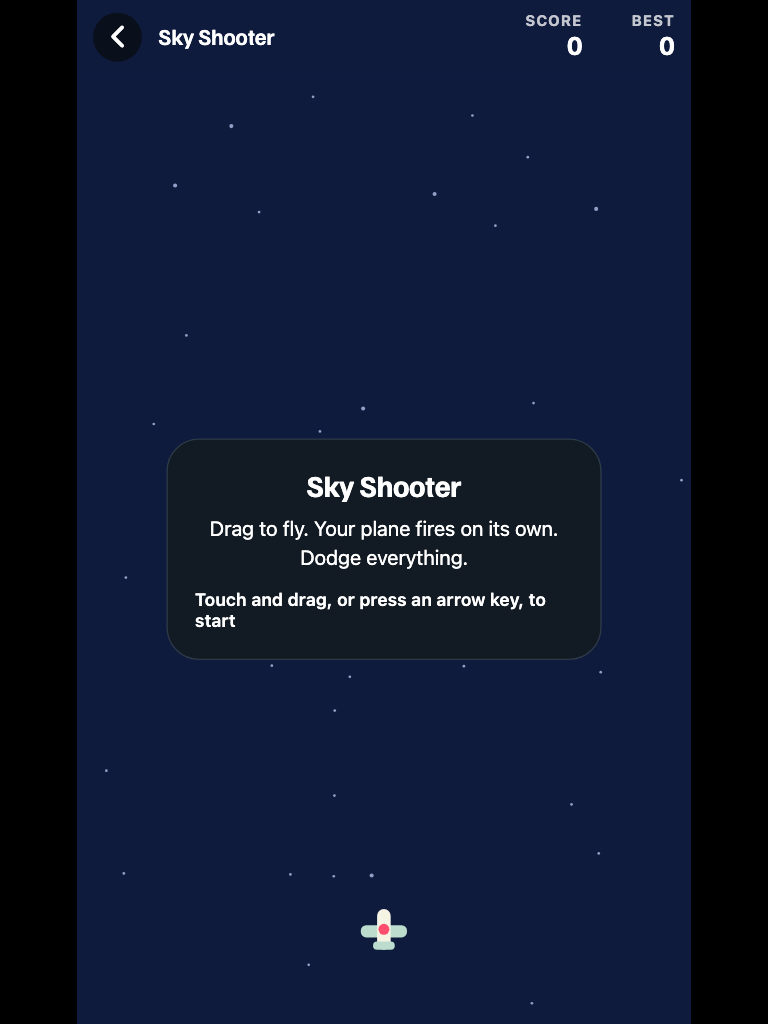 Sky Shooter
SCORE
0
BEST
0
Sky Shooter
Drag to fly. Your plane fires on its own.
Dodge everything.
Touch and drag, or press an arrow key, to
start